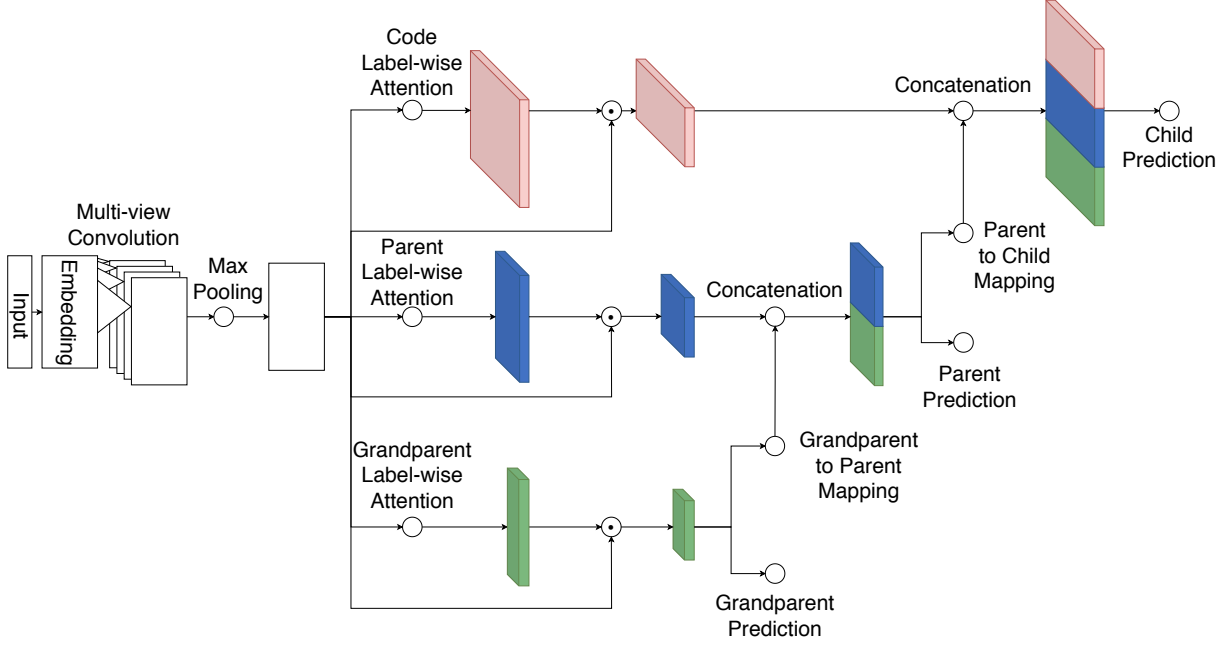 Input
Embedding
Multi-view
Convolution
Max
Pooling
Code
Label-wise
Attention
Parent
Label-wise
Attention
Grandparent
Label-wise
Attention
Concatenation
Concatenation
Grandparent
to Parent
Mapping
Grandparent
Prediction
Parent
to Child
Mapping
Parent
Prediction
Child
Prediction